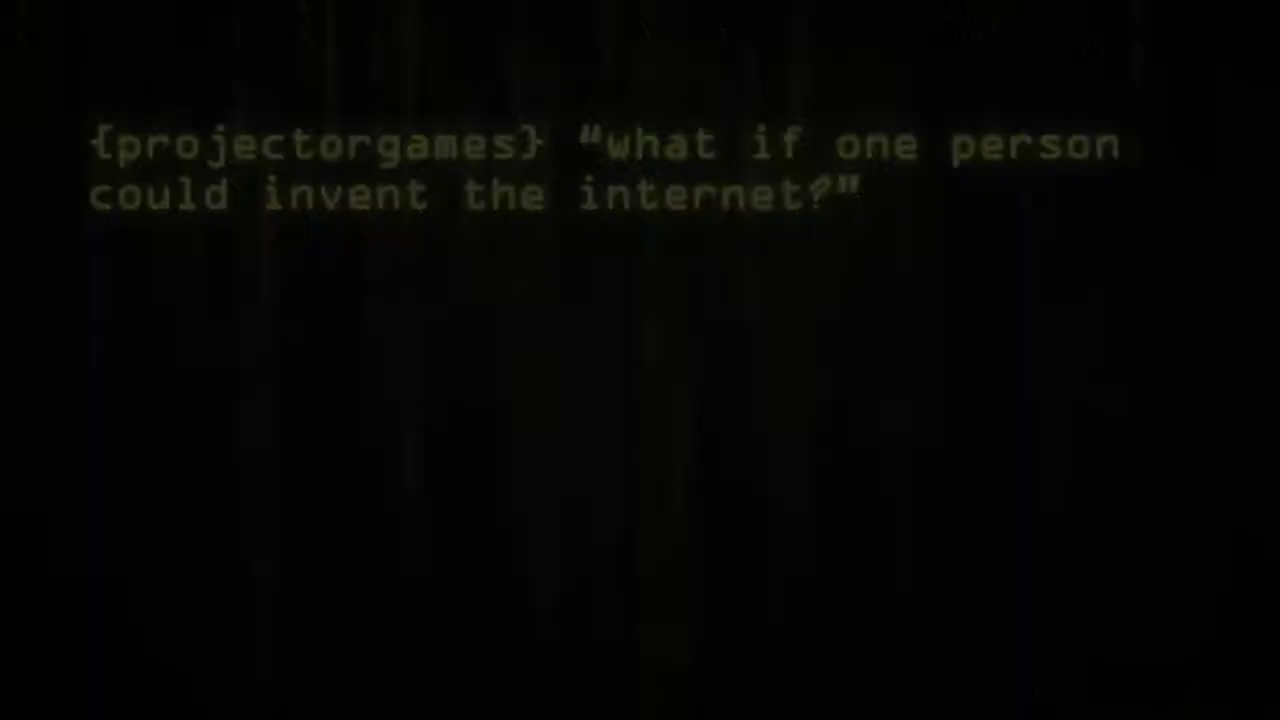 {projectorgames} “what if one person
could invent the internet?”